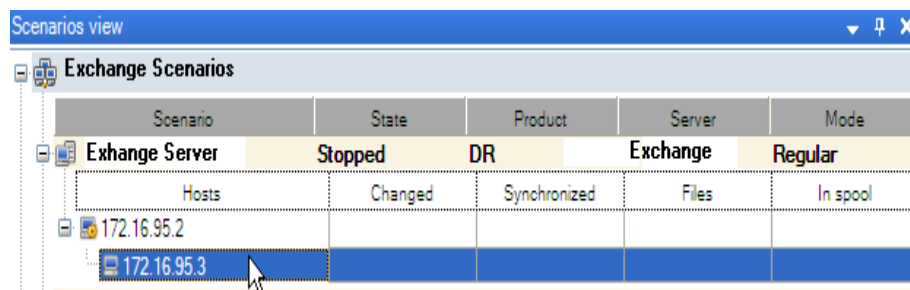 Scenarios view
Exchange Scenarios
Scenario State Product Server Mode
Exhange Server Stopped DR Exchange Regular
Hosts Changed Synchronized Files In spool
172.16.95.2
172.16.95.3